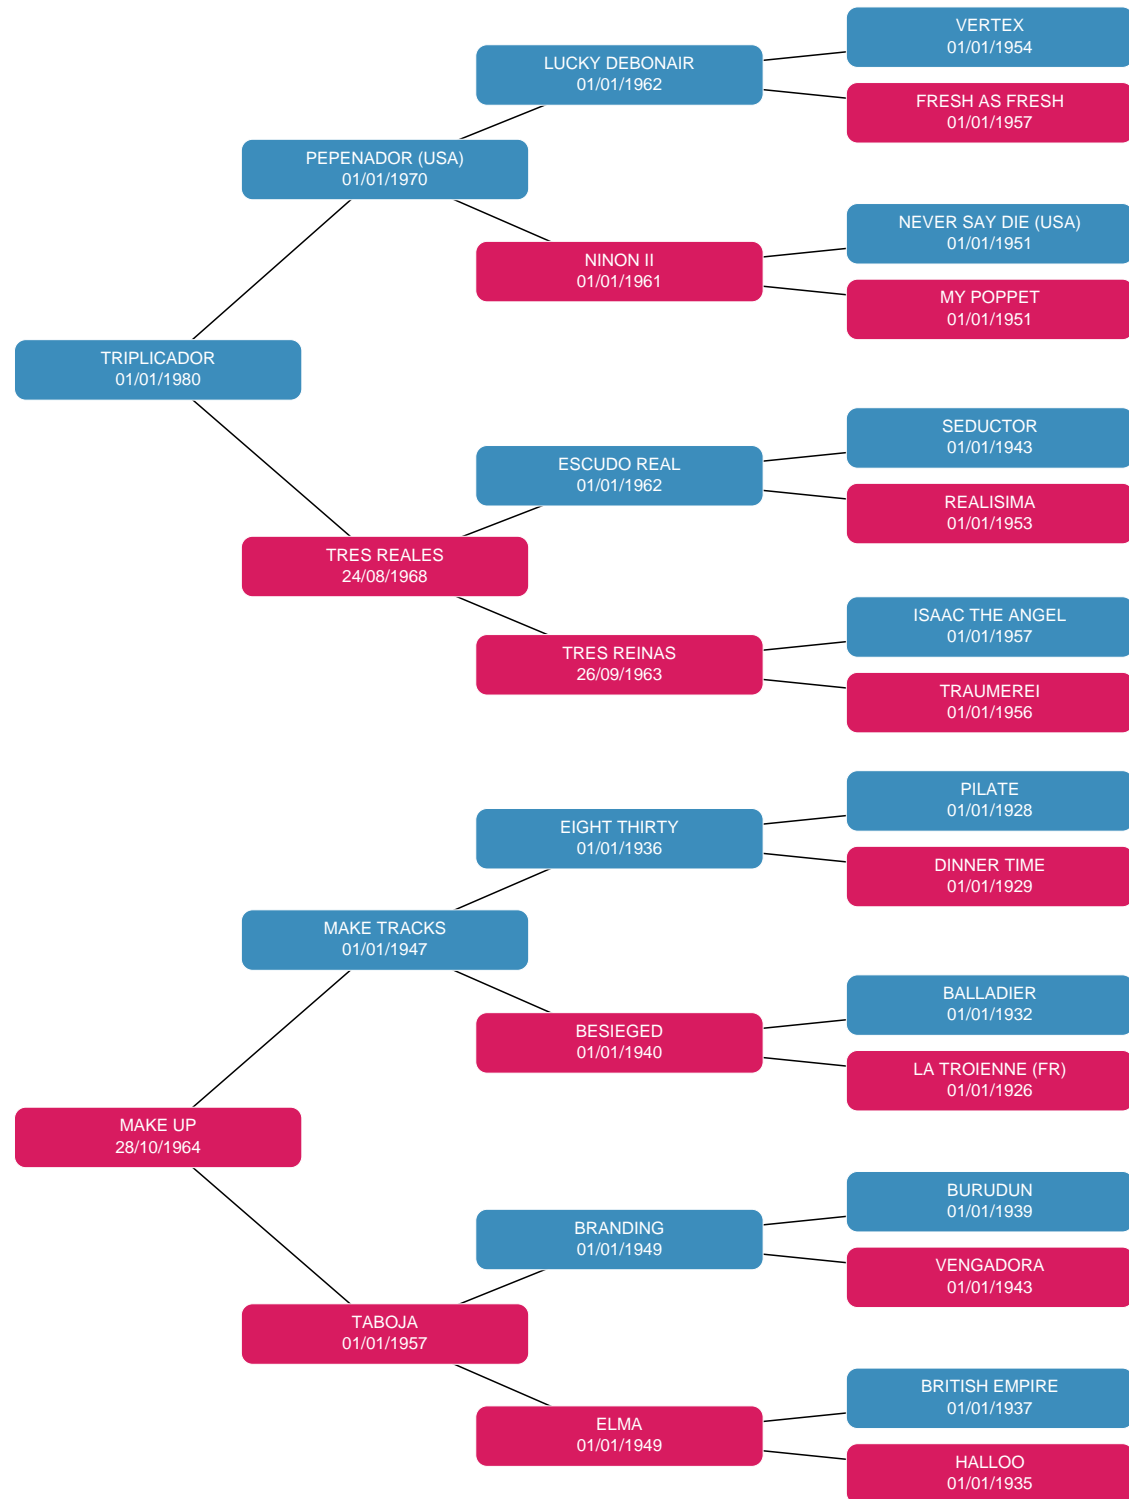 VERTEX
01/01/1954
LUCKY DEBONAIR
01/01/1962
FRESH AS FRESH
01/01/1957
PEPENADOR (USA)
01/01/1970
NEVER SAY DIE (USA)
01/01/1951
NINON II
01/01/1961
MY POPPET
01/01/1951
TRIPLICADOR
01/01/1980
SEDUCTOR
01/01/1943
ESCUDO REAL
01/01/1962
REALISIMA
01/01/1953
TRES REALES
24/08/1968
ISAAC THE ANGEL
01/01/1957
TRES REINAS
26/09/1963
TRAUMEREI
01/01/1956
PILATE
01/01/1928
EIGHT THIRTY
01/01/1936
DINNER TIME
01/01/1929
MAKE TRACKS
01/01/1947
BALLADIER
01/01/1932
BESIEGED
01/01/1940
LA TROIENNE (FR)
01/01/1926
MAKE UP
28/10/1964
BURUDUN
01/01/1939
BRANDING
01/01/1949
VENGADORA
01/01/1943
TABOJA
01/01/1957
BRITISH EMPIRE
01/01/1937
ELMA
01/01/1949
HALLOO
01/01/1935